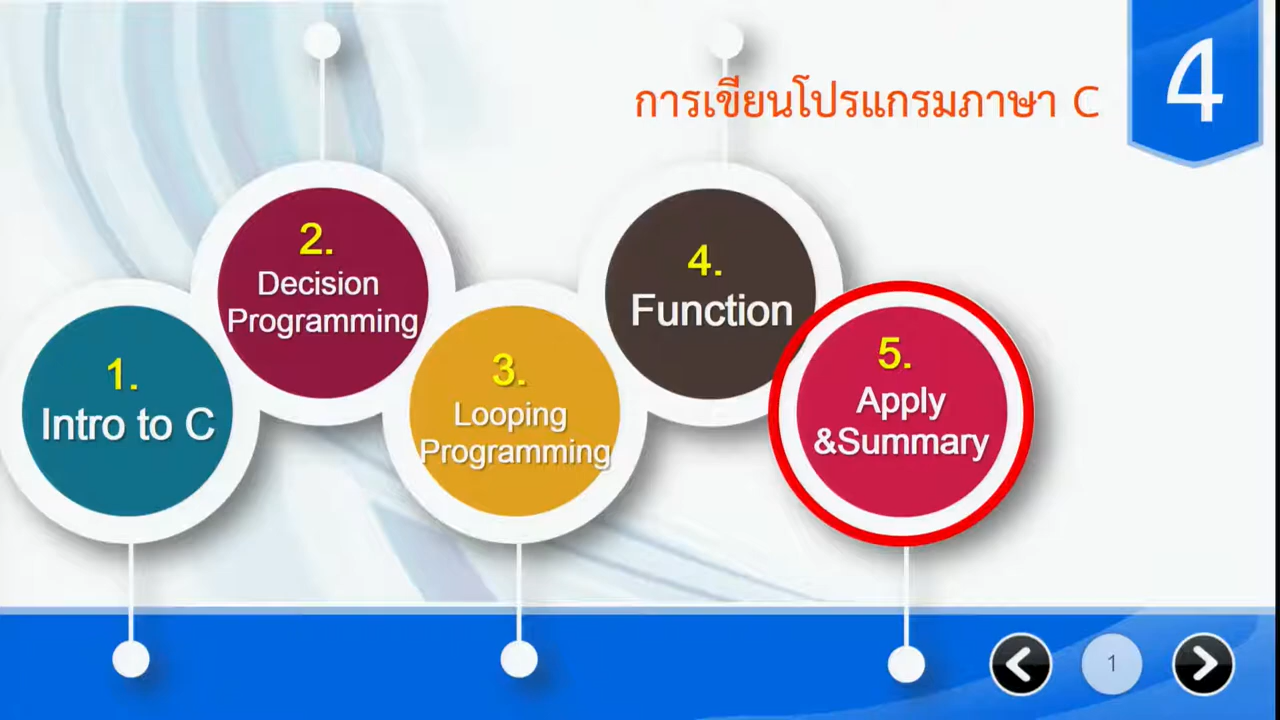 4
การเขียนโปรแกรมภาษา C
1.
Intro to C
2.
Decision
Programming
3.
Looping
Programming
4.
Function
5.
Apply
&Summary
1